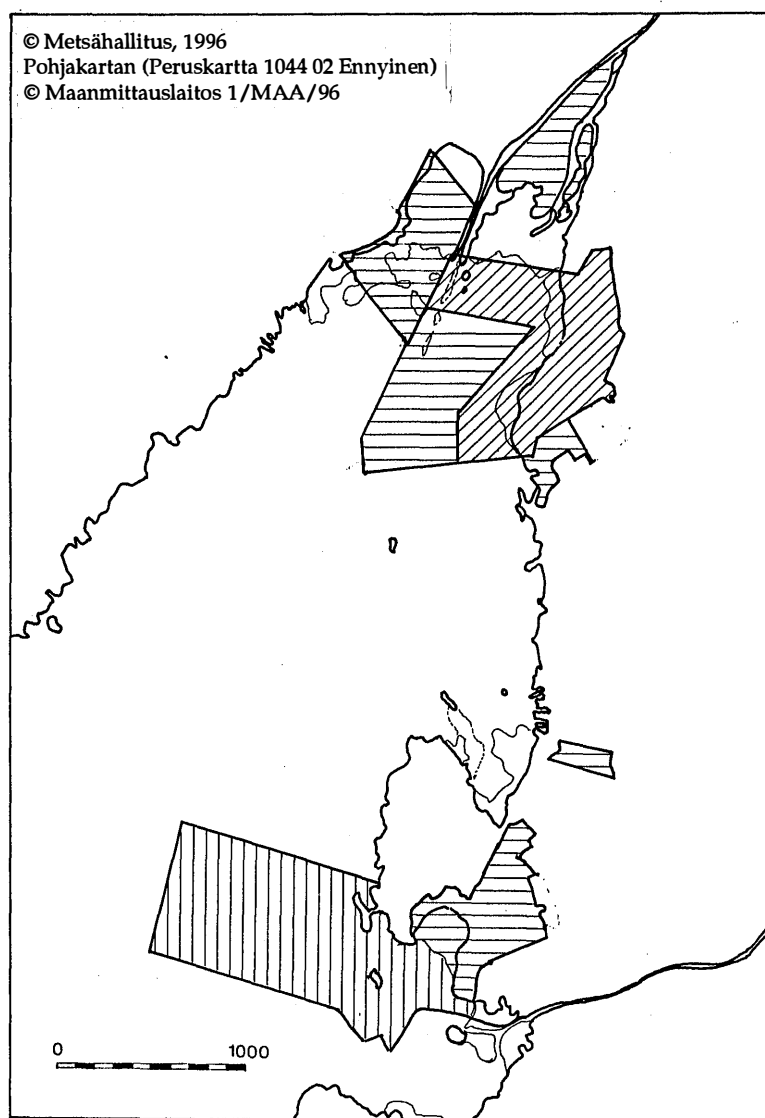 © Metsähallitus, 1996
Pohjakartan (Peruskartta 1044 02 Ennyinen)
© Maanmittauslaitos 1/MAA/96
0 1000